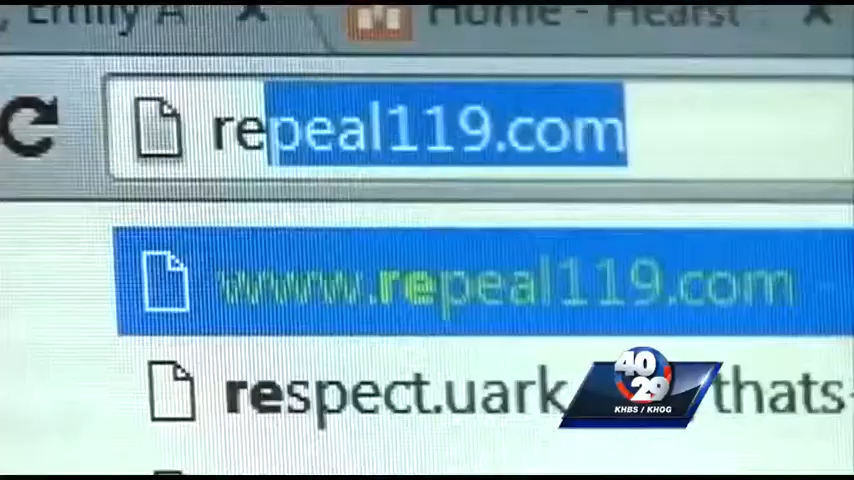 , Emily A
Home - Hearst
repeal119.com
www.repeal119.com -
respect.uark
thats-
40
29
KHBS / KHOG